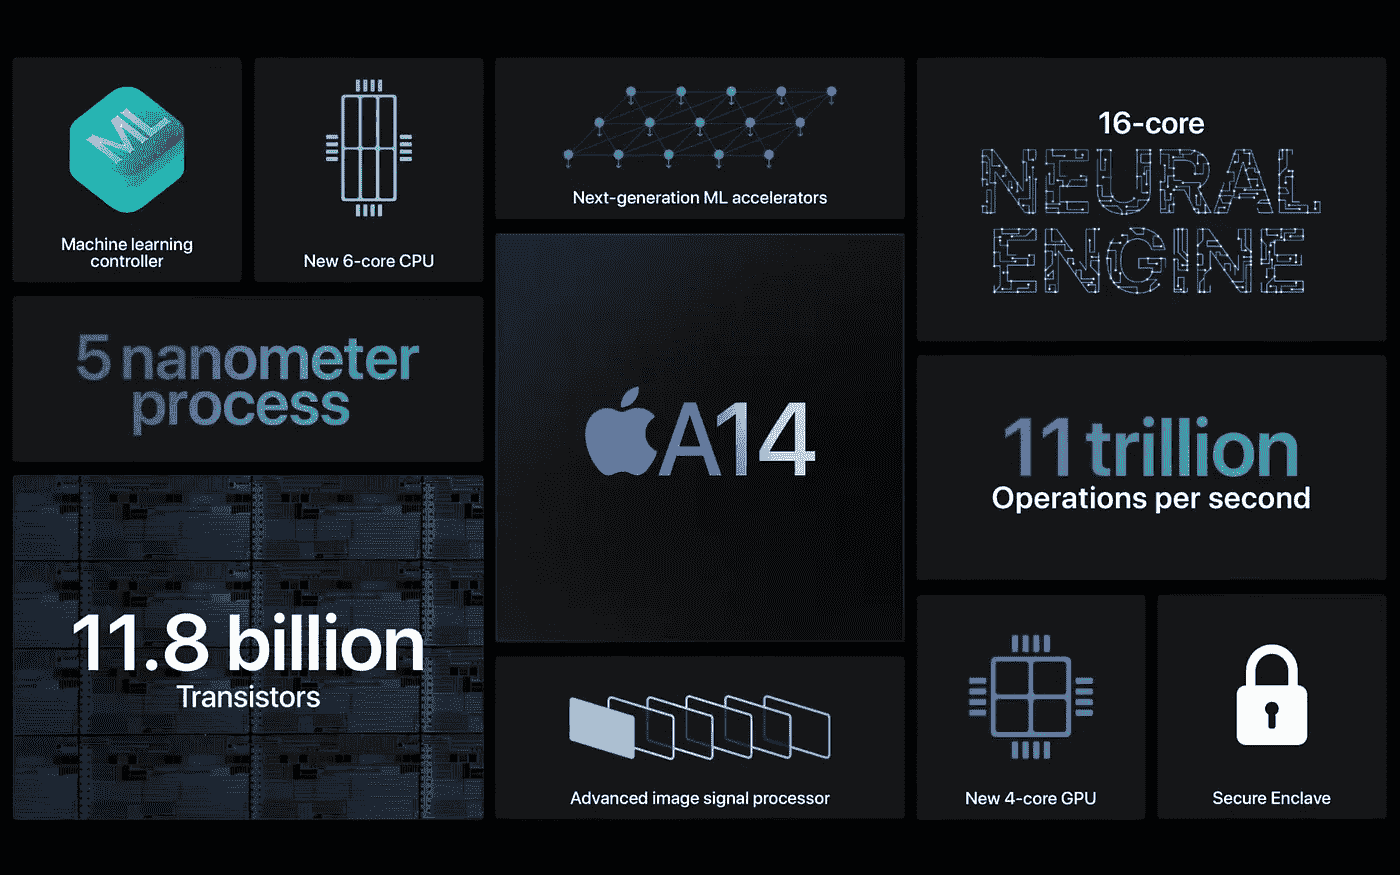 ML
Machine learning
controller
New 6-core CPU
Next-generation ML accelerators
16-core
NEURAL
ENGINE
5 nanometer
process
A14
11 trillion
Operations per second
11.8 billion
Transistors
Advanced image signal processor
New 4-core GPU
Secure Enclave